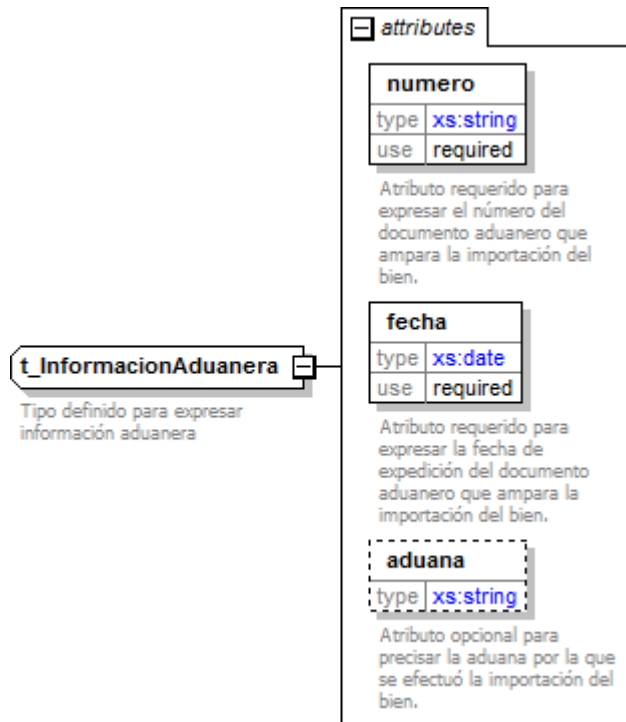 attributes
numero
type xs:string
use required
Atributo requerido para
expresar el número del
documento aduanero que
ampara la importación del
bien.
fecha
type xs:date
use required
Atributo requerido para
expresar la fecha de
expedición del documento
aduanero que ampara la
importación del bien.
aduana
type xs:string
Atributo opcional para
precisar la aduana por la que
se efectuó la importación del
bien.
t_InformacionAduanera
Tipo definido para expresar
información aduanera